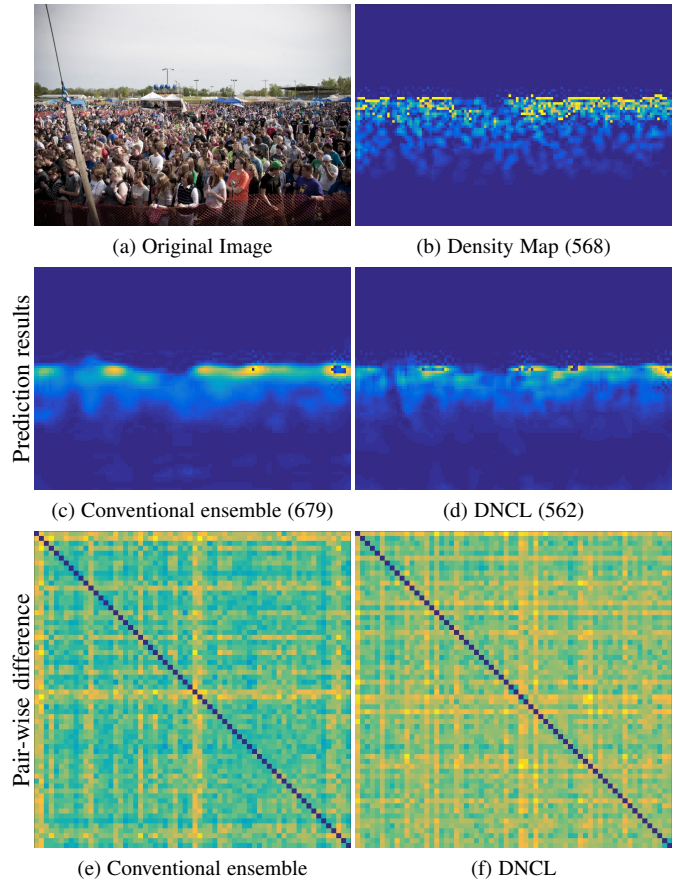 (a) Original Image
(b) Density Map (568)
Prediction results
(c) Conventional ensemble (679)
(d) DNCL (562)
Pair-wise difference
(e) Conventional ensemble
(f) DNCL